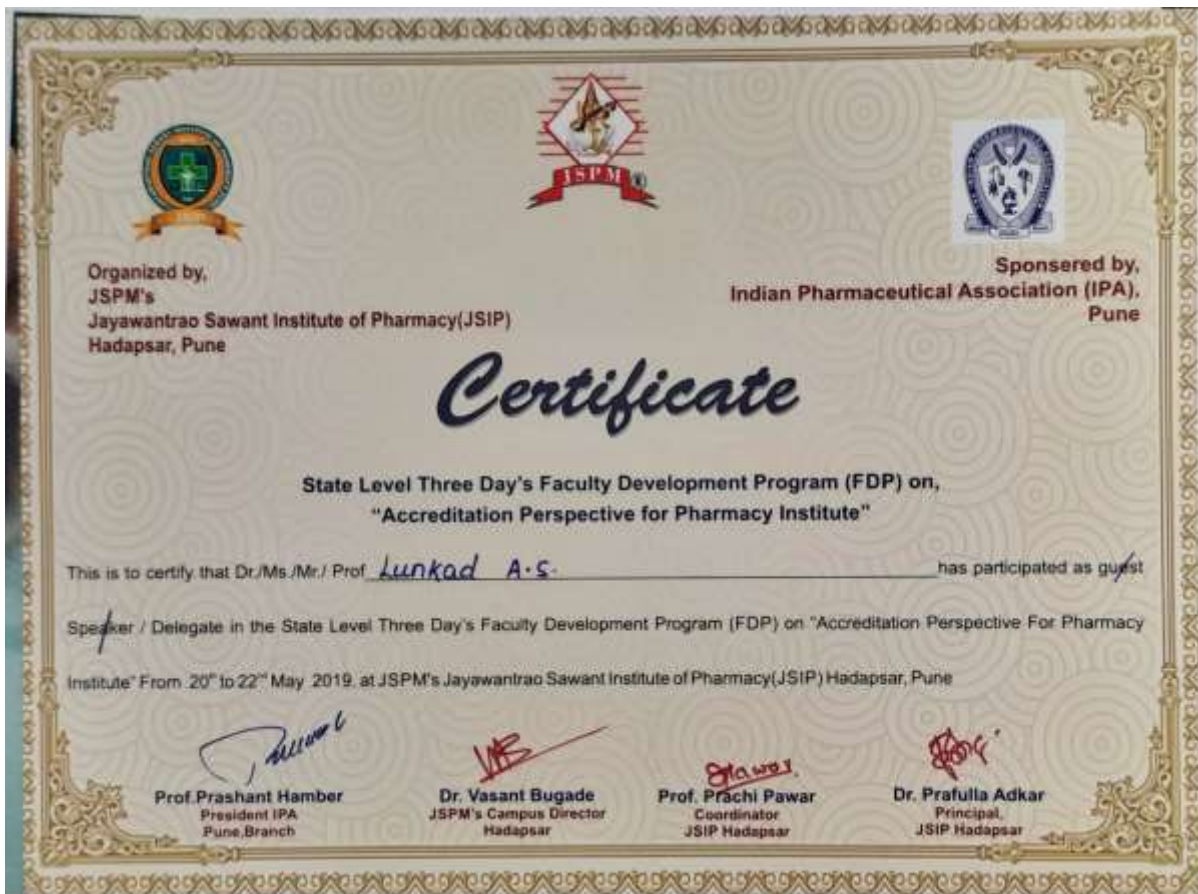 JSPM ®
Organized by,
JSPM's
Jayawantrao Sawant Institute of Pharmacy(JSIP)
Hadapsar, Pune
Sponsered by,
Indian Pharmaceutical Association (IPA),
Pune
Certificate
State Level Three Day's Faculty Development Program (FDP) on,
"Accreditation Perspective for Pharmacy Institute"
This is to certify that Dr./Ms./Mr./ Prof Lunkad A.S. has participated as guest
Speaker / Delegate in the State Level Three Day's Faculty Development Program (FDP) on "Accreditation Perspective For Pharmacy
Institute" From 20th to 22nd May 2019. at JSPM's Jayawantrao Sawant Institute of Pharmacy(JSIP) Hadapsar, Pune
Prof.Prashant Hamber
President IPA
Pune,Branch
Dr. Vasant Bugade
JSPM's Campus Director
Hadapsar
Prof. Prachi Pawar
Coordinator
JSIP Hadapsar
Dr. Prafulla Adkar
Principal,
JSIP Hadapsar